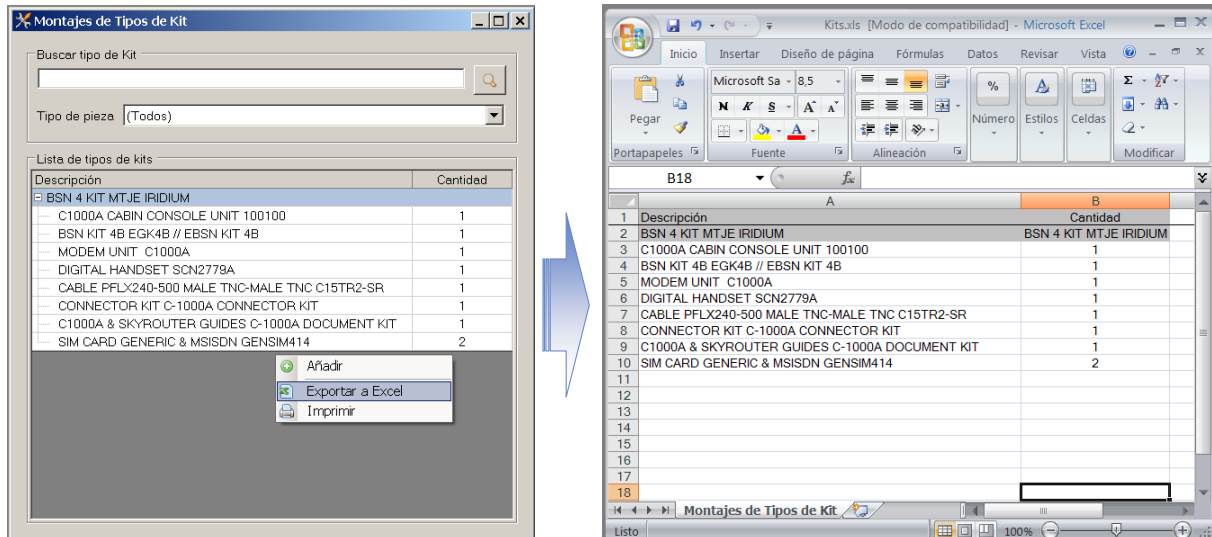 Montajes de Tipos de Kit
Buscar tipo de Kit
Tipo de pieza (Todos)
Lista de tipos de kits
Descripción Cantidad
BSN 4 KIT MTJE IRIDIUM
C1000A CABIN CONSOLE UNIT 100100 1
BSN KIT 4B EGK4B // EBSN KIT 4B 1
MODEM UNIT C1000A 1
DIGITAL HANDSET SCN2779A 1
CABLE PFLX240-500 MALE TNC-MALE TNC C15TR2-SR 1
CONNECTOR KIT C-1000A CONNECTOR KIT 1
C1000A & SKYROUTER GUIDES C-1000A DOCUMENT KIT 1
SIM CARD GENERIC & MSISDN GENSIM414 2
Añadir
Exportar a Excel
Imprimir
Kits.xls [Modo de compatibilidad] - Microsoft Excel
Inicio Insertar Diseño de página Fórmulas Datos Revisar Vista
Microsoft Sa 8,5
N K S A A
Pegar
A
% Número Estilos Celdas
Σ
Portapapeles Fuente Alineación Modificar
B18 fx
A B
1 Descripción Cantidad
2 BSN 4 KIT MTJE IRIDIUM BSN 4 KIT MTJE IRIDIUM
3 C1000A CABIN CONSOLE UNIT 100100 1
4 BSN KIT 4B EGK4B // EBSN KIT 4B 1
5 MODEM UNIT C1000A 1
6 DIGITAL HANDSET SCN2779A 1
7 CABLE PFLX240-500 MALE TNC-MALE TNC C15TR2-SR 1
8 CONNECTOR KIT C-1000A CONNECTOR KIT 1
9 C1000A & SKYROUTER GUIDES C-1000A DOCUMENT KIT 1
10 SIM CARD GENERIC & MSISDN GENSIM414 2
11
12
13
14
15
16
17
18
Montajes de Tipos de Kit
Listo 100%